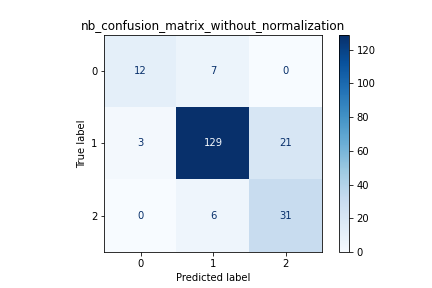 nb_confusion_matrix_without_normalization
0 12 7 0
1 3 129 21
2 0 6 31
0 1 2
Predicted label
True label
120
100
80
60
40
20
0